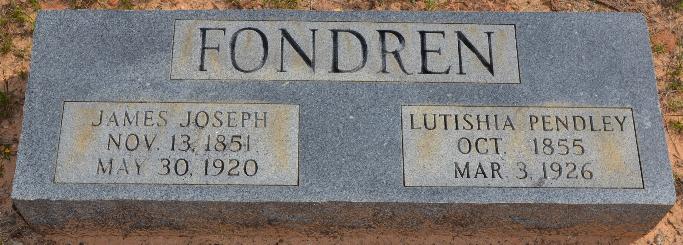 FONDREN
JAMES JOSEPH
NOV. 13, 1851
MAY 30, 1920
LUTISHIA PENDLEY
OCT. 1855
MAR. 3, 1926